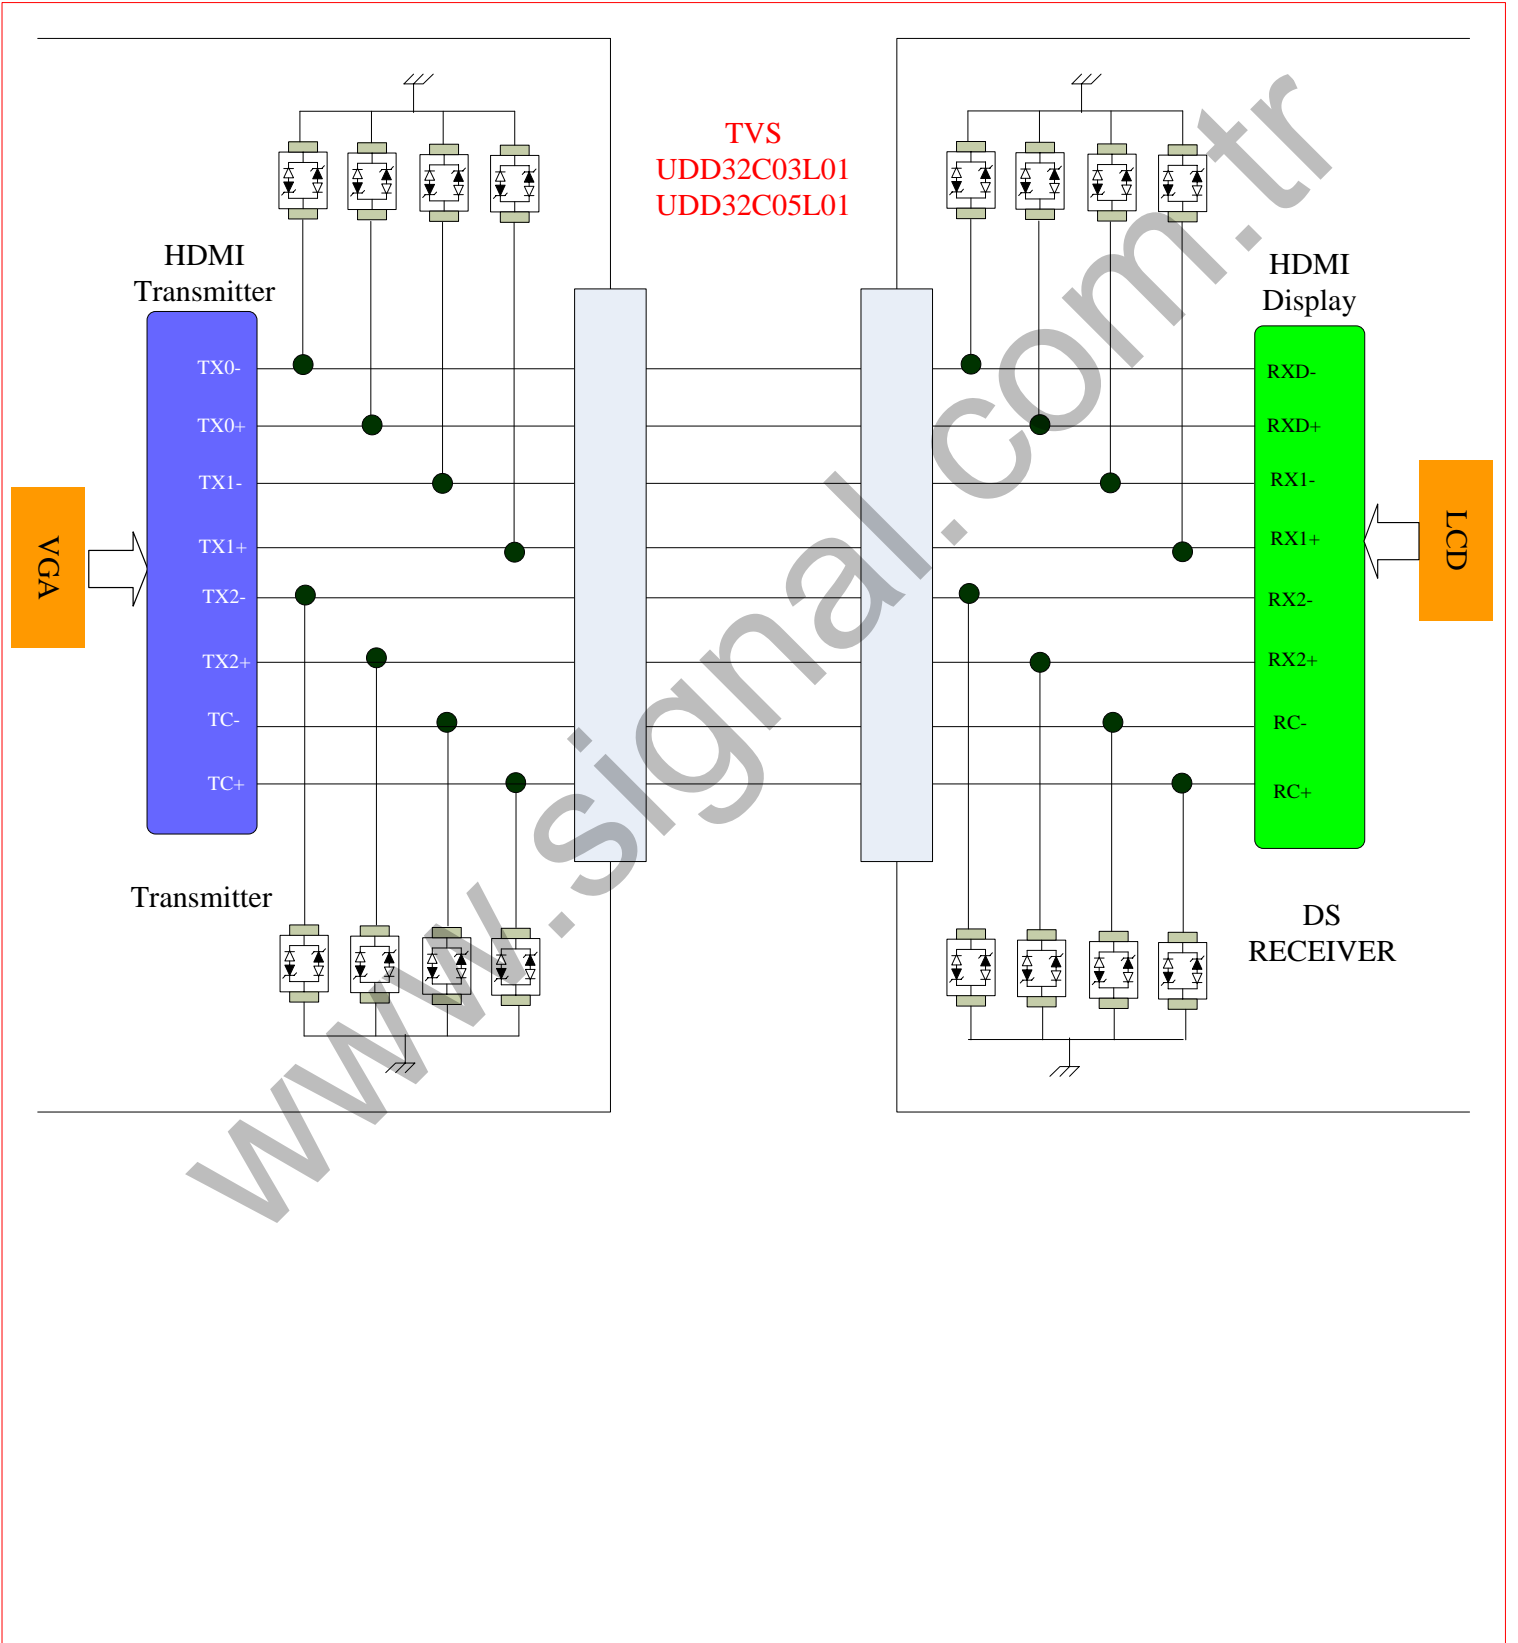 TVS
UDD32C03L01
UDD32C05L01
HDMI
Transmitter
HDMI
Display
TX0-
TX0+
TX1-
TX1+
TX2-
TX2+
TC-
TC+
RXD-
RXD+
RX1-
RX1+
RX2-
RX2+
RC-
RC+
VGA
LCD
Transmitter
DS
RECEIVER
www.signal.com.tr